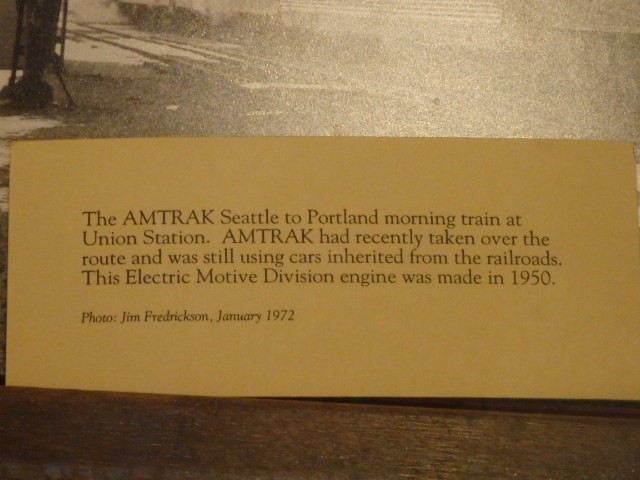 The AMTRAK Seattle to Portland morning train at
Union Station. AMTRAK had recently taken over the
route and was still using cars inherited from the railroads.
This Electric Motive Division engine was made in 1950.
Photo: Jim Fredrickson, January 1972